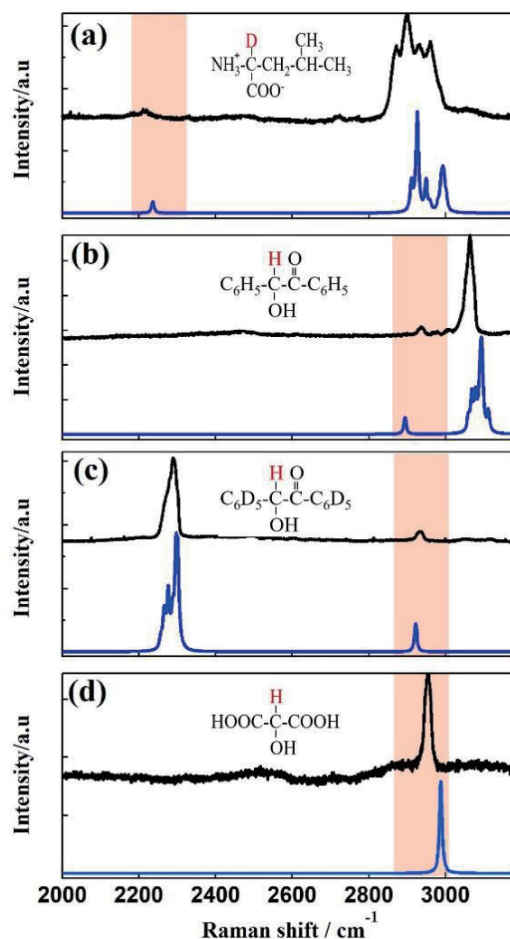 (a)
D
CH₃
NH₃⁺-C-CH₂-CH-CH₃
COO⁻
Intensity/a.u
(b)
H O
C₆H₅-C-C-C₆H₅
OH
Intensity/a.u
(c)
H O
C₆D₅-C-C-C₆D₅
OH
Intensity/a.u
(d)
H
HOOC-C-COOH
OH
Intensity/a.u
2000 2200 2400 2600 2800 3000
Raman shift / cm⁻¹